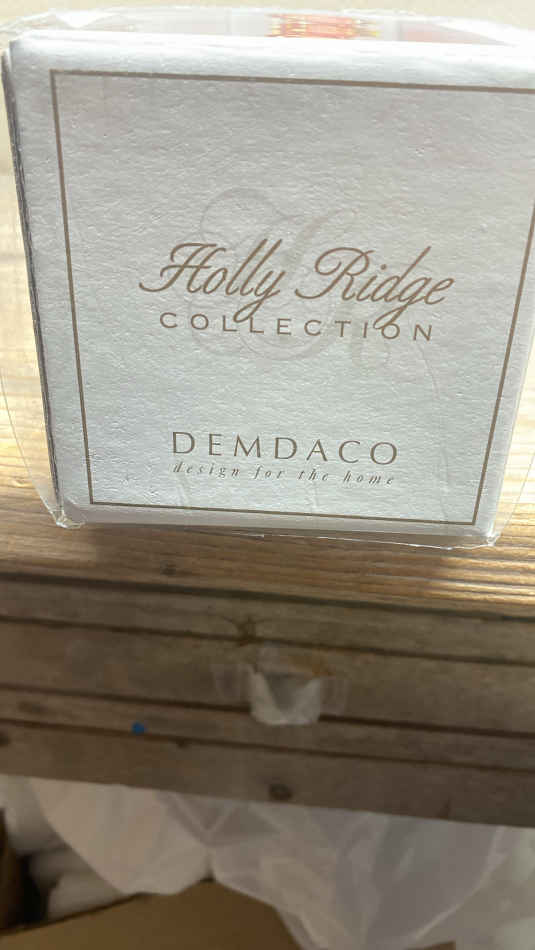 Holly Ridge
COLLECTION
DEMDACO
design for the home